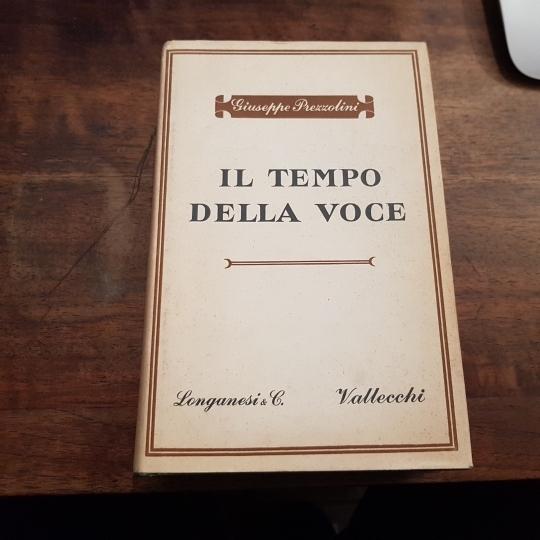 Giuseppe Prezzolini
IL TEMPO
DELLA VOCE
Longanesi & C. Vallecchi